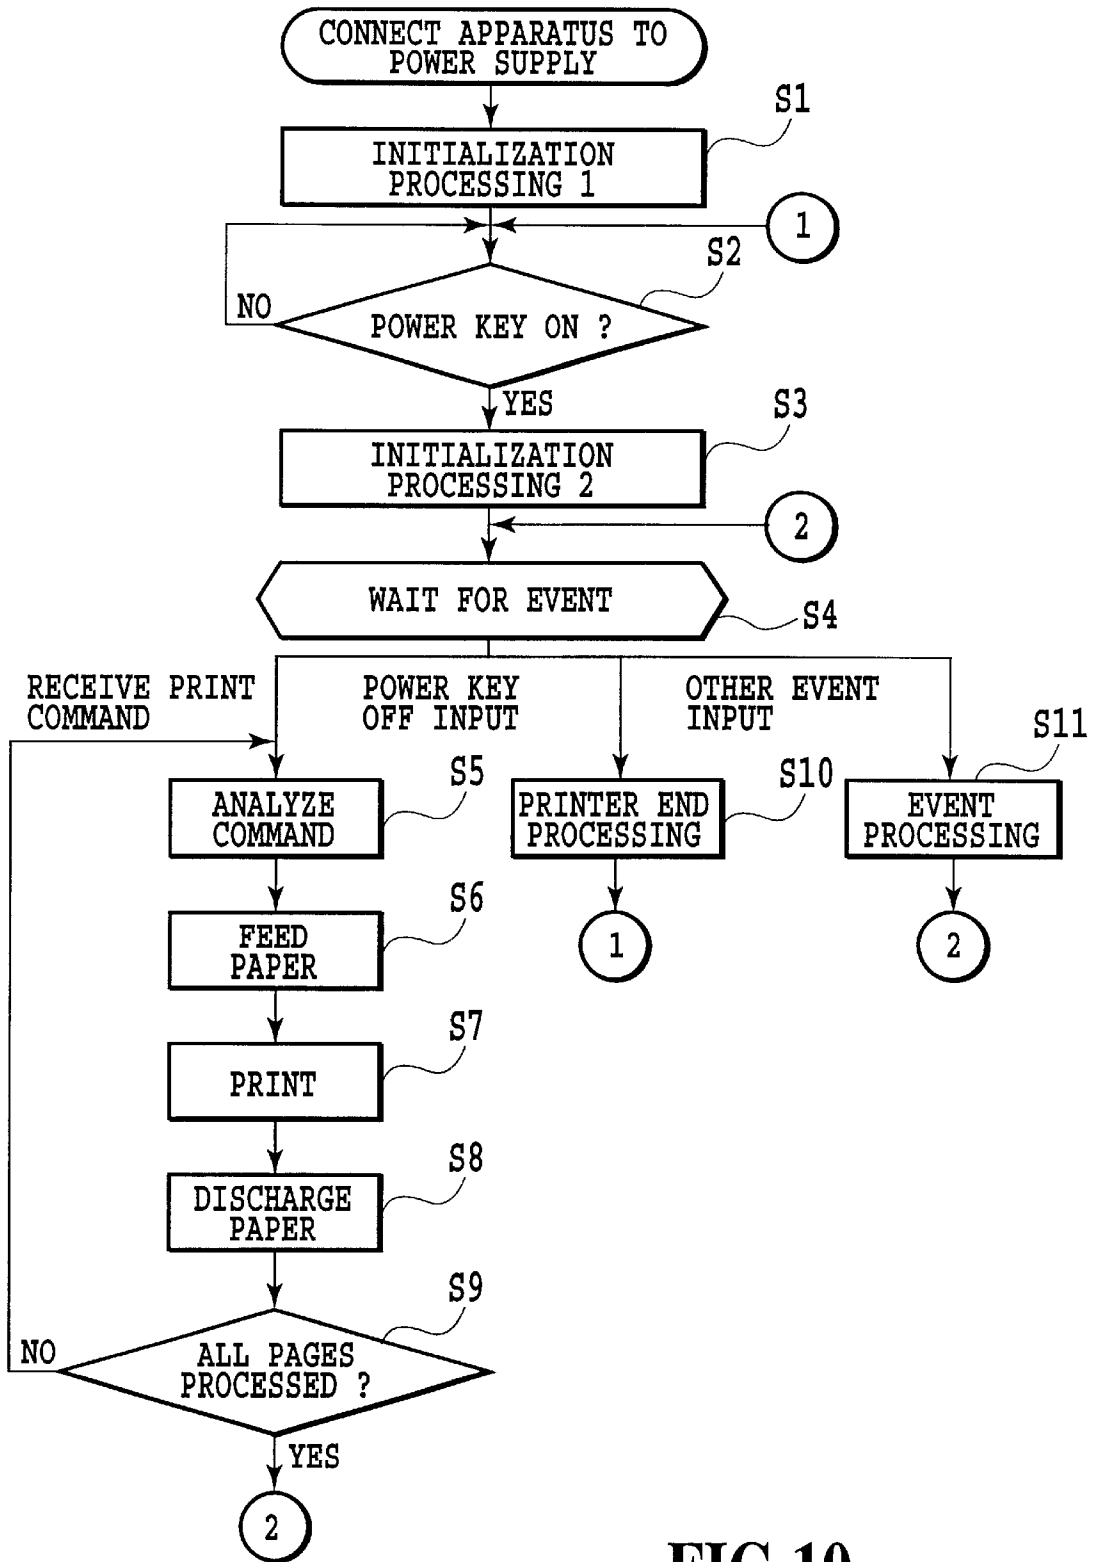 CONNECT APPARATUS TO
POWER SUPPLY
S1
INITIALIZATION
PROCESSING 1
1
S2
NO
POWER KEY ON ?
YES
S3
INITIALIZATION
PROCESSING 2
2
WAIT FOR EVENT
S4
RECEIVE PRINT
COMMAND
POWER KEY
OFF INPUT
OTHER EVENT
INPUT
S11
S5
S10
ANALYZE
COMMAND
PRINTER END
PROCESSING
EVENT
PROCESSING
S6
FEED
PAPER
1
2
S7
PRINT
S8
DISCHARGE
PAPER
S9
NO
ALL PAGES
PROCESSED ?
YES
2
FIG.10